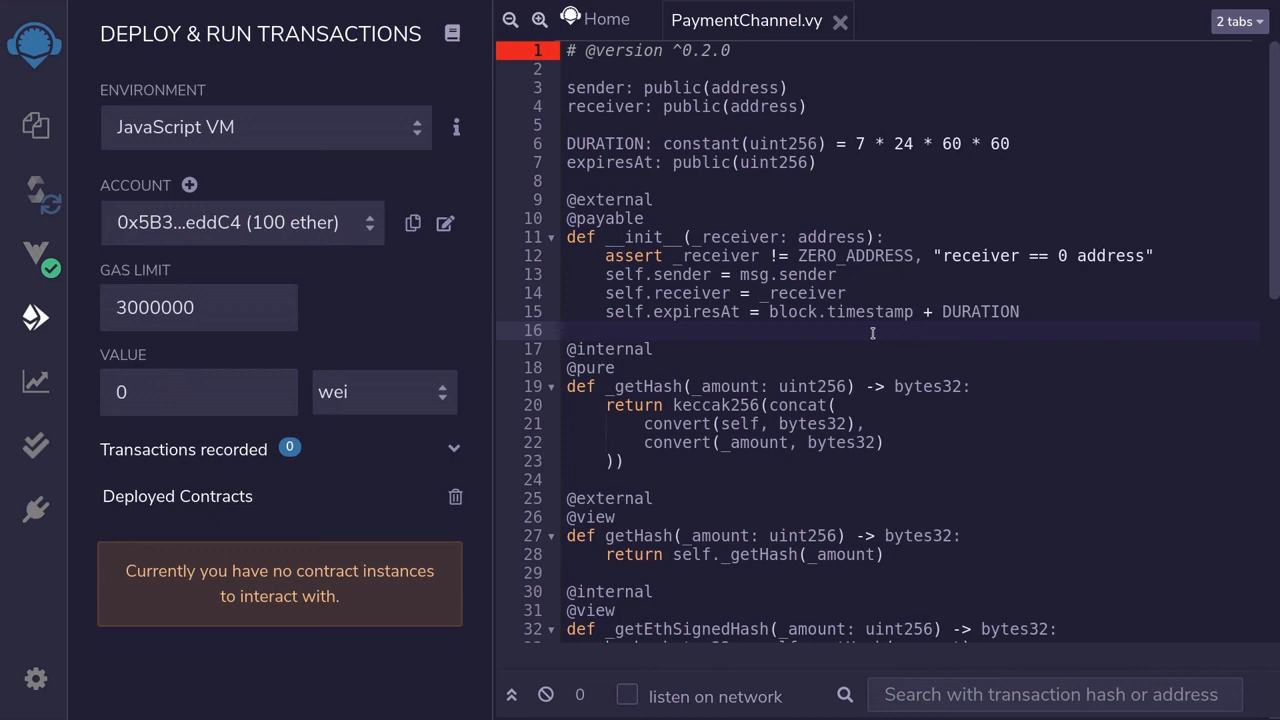 DEPLOY & RUN TRANSACTIONS
ENVIRONMENT
JavaScript VM
ACCOUNT
0x5B3...eddC4 (100 ether)
GAS LIMIT
3000000
VALUE
0
wei
Transactions recorded 0
Deployed Contracts
Currently you have no contract instances
to interact with.
Home
PaymentChannel.vy
2 tabs
1 # @version ^0.2.0
2
3 sender: public(address)
4 receiver: public(address)
5
6 DURATION: constant(uint256) = 7 * 24 * 60 * 60
7 expiresAt: public(uint256)
8
9 @external
10 @payable
11 def __init__(_receiver: address):
12     assert _receiver != ZERO_ADDRESS, "receiver == 0 address"
13     self.sender = msg.sender
14     self.receiver = _receiver
15     self.expiresAt = block.timestamp + DURATION
16
17 @internal
18 @pure
19 def _getHash(_amount: uint256) -> bytes32:
20     return keccak256(concat(
21         convert(self, bytes32),
22         convert(_amount, bytes32)
23     ))
24
25 @external
26 @view
27 def getHash(_amount: uint256) -> bytes32:
28     return self._getHash(_amount)
29
30 @internal
31 @view
32 def _getEthSignedHash(_amount: uint256) -> bytes32:
0
listen on network
Search with transaction hash or address